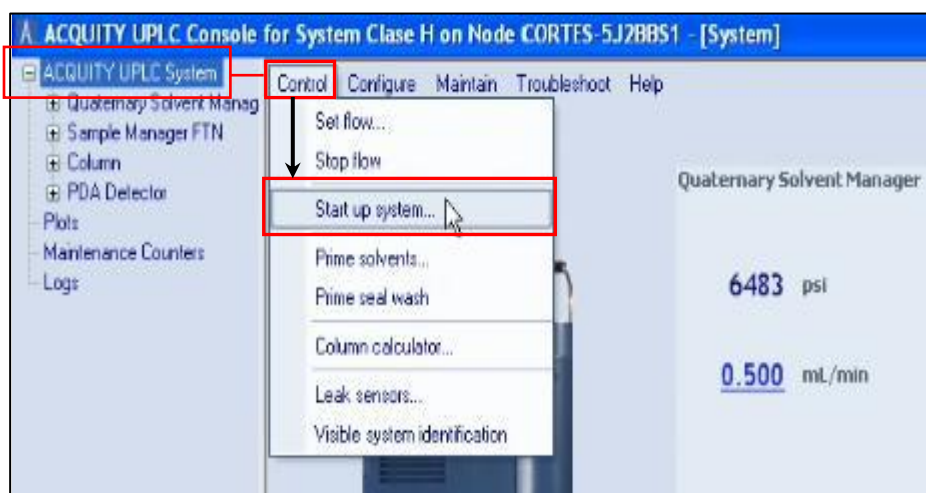 ACQUITY UPLC Console for System Clase H on Node CORTES-5J2BBS1 - [System]
ACQUITY UPLC System
Quaternary Solvent Manag
Sample Manager FTN
Column
PDA Detector
Plots
Maintenance Counters
Logs
Control Configure Maintain Troubleshoot Help
Set flow...
Stop flow
Start up system...
Prime solvents...
Prime seal wash
Column calculator...
Leak sensors...
Visible system identification
Quaternary Solvent Manager
6483 psi
0.500 mL/min